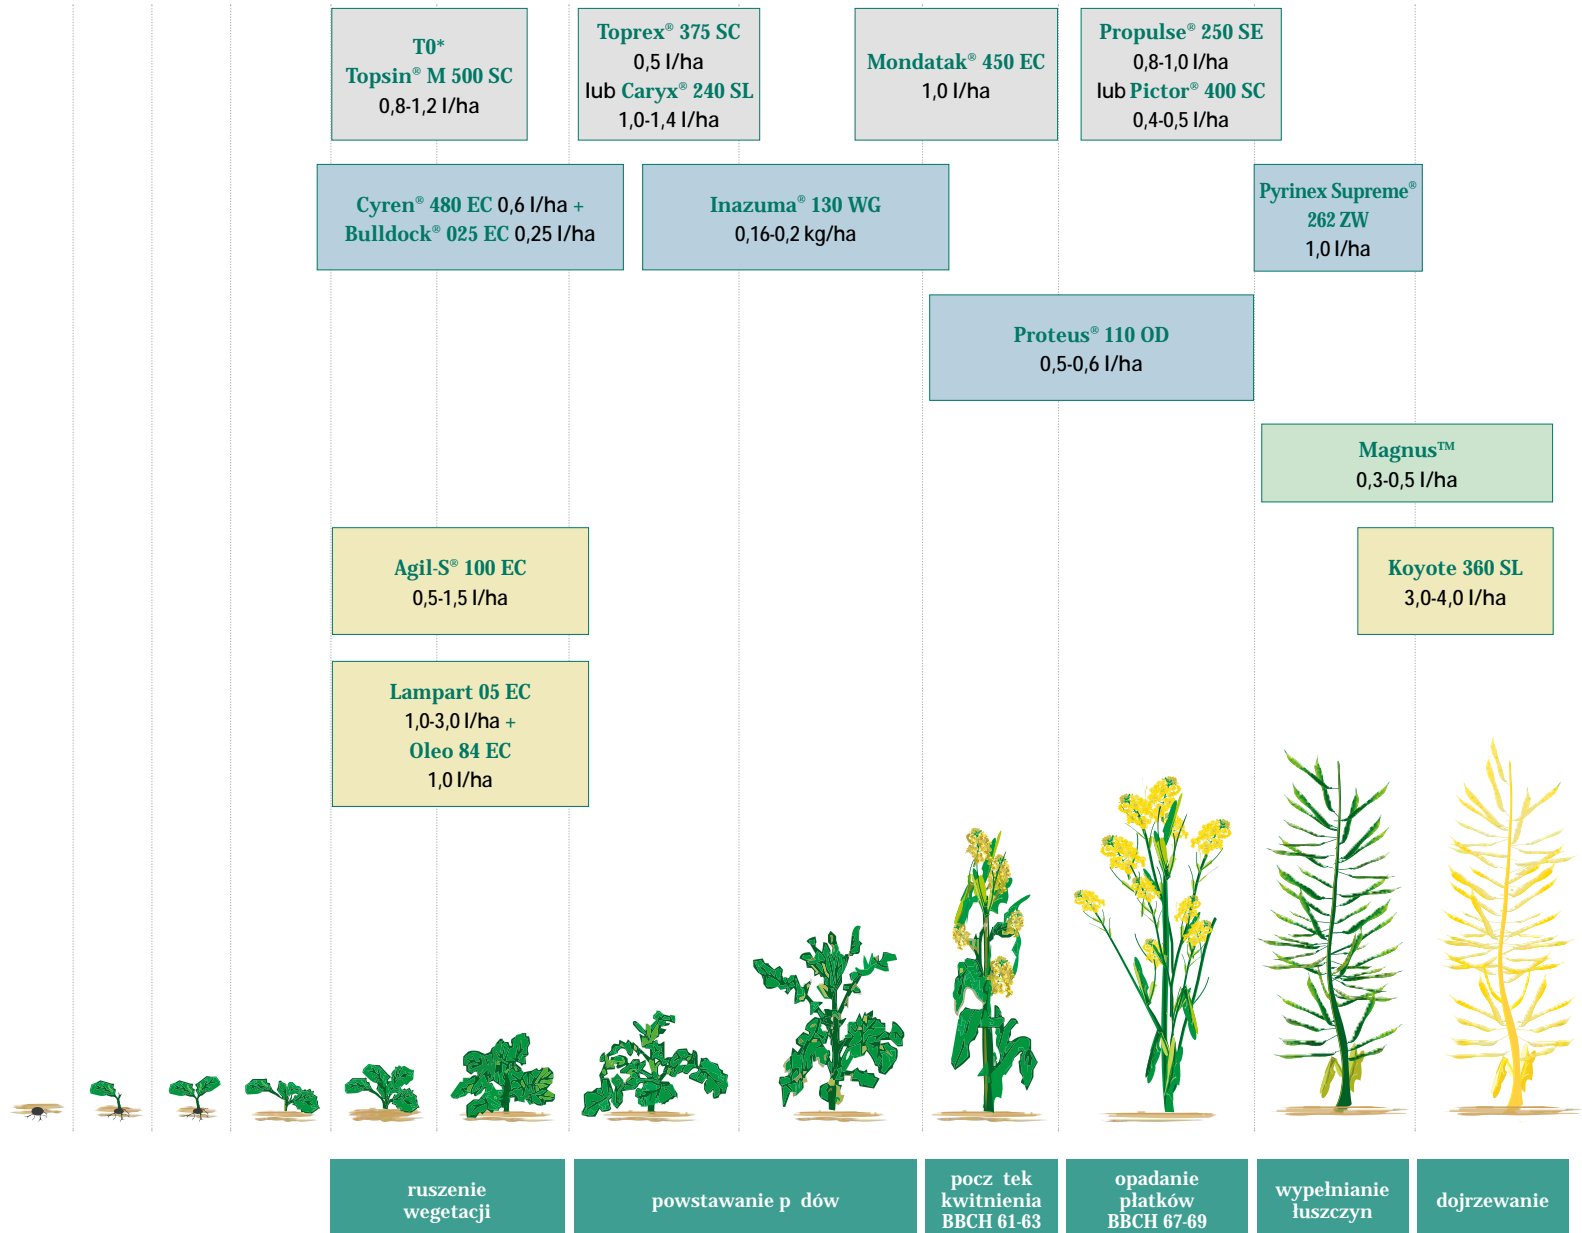 T0*
Topsin® M 500 SC
0,8-1,2 l/ha
Toprex® 375 SC
0,5 l/ha
lub Caryx® 240 SL
1,0-1,4 l/ha
Mondatak® 450 EC
1,0 l/ha
Propulse® 250 SE
0,8-1,0 l/ha
lub Pictor® 400 SC
0,4-0,5 l/ha
Cyren® 480 EC 0,6 l/ha +
Bulldock® 025 EC 0,25 l/ha
Inazuma® 130 WG
0,16-0,2 kg/ha
Pyrinex Supreme®
262 ZW
1,0 l/ha
Proteus® 110 OD
0,5-0,6 l/ha
Magnus™
0,3-0,5 l/ha
Agil-S® 100 EC
0,5-1,5 l/ha
Koyote 360 SL
3,0-4,0 l/ha
Lampart 05 EC
1,0-3,0 l/ha +
Oleo 84 EC
1,0 l/ha
ruszenie
wegetacji
powstawanie p dów
pocz tek
kwitnienia
BBCH 61-63
opadanie
płatków
BBCH 67-69
wypełnianie
łuszczyn
dojrzewanie